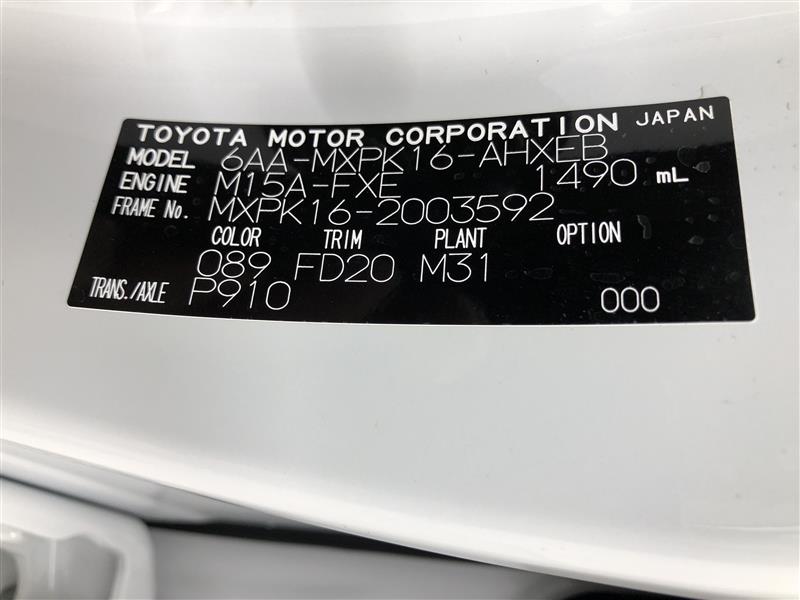 TOYOTA MOTOR CORPORATION JAPAN
MODEL 6AA-MXPK16-AHXEB
ENGINE M15A-FXE 1490 mL
FRAME No. MXPK16-2003592
COLOR TRIM PLANT OPTION
089 FD20 M31
TRANS./AXLE P910 000